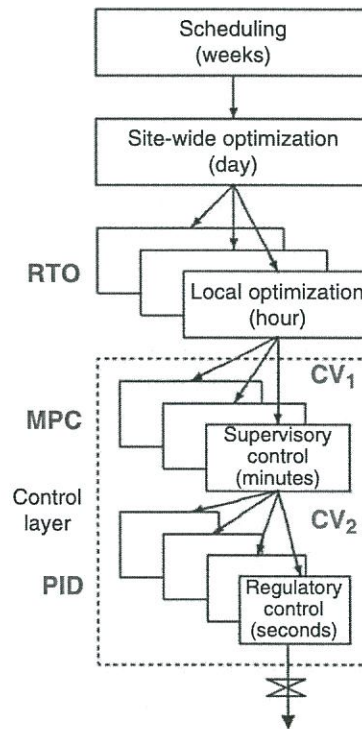 Scheduling
(weeks)
Site-wide optimization
(day)
RTO
Local optimization
(hour)
CV1
MPC
Supervisory
control
(minutes)
Control
layer
CV2
PID
Regulatory
control
(seconds)